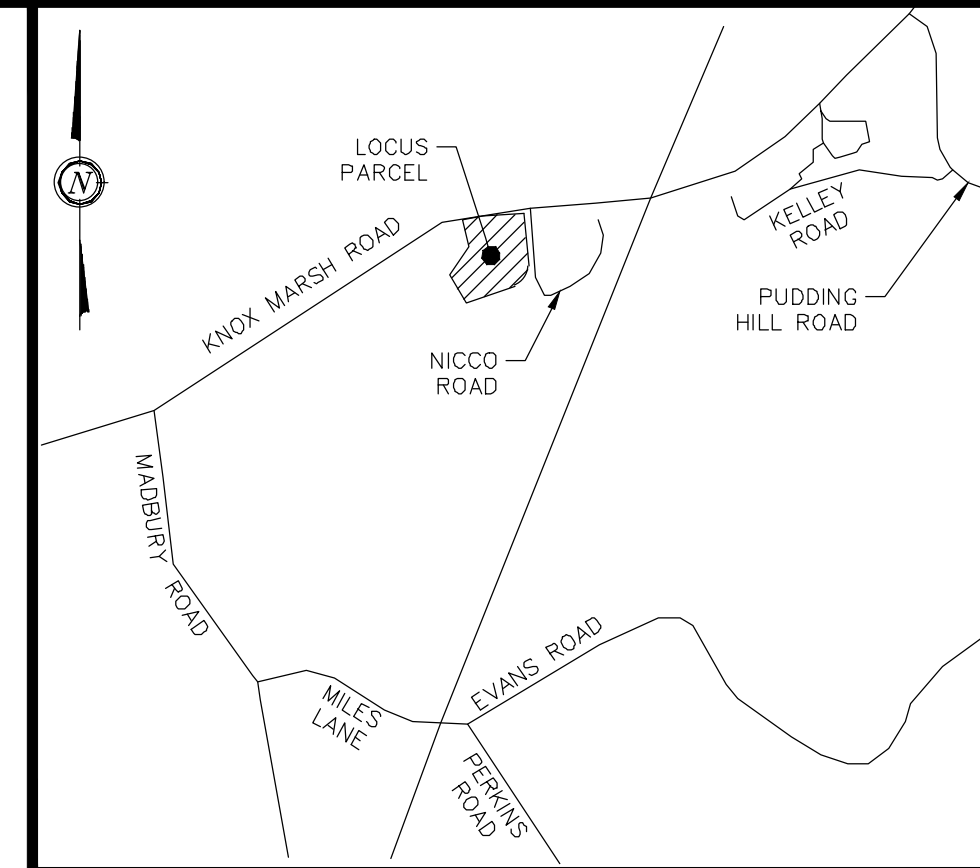 LOCUS
PARCEL
N
KNOX MARSH ROAD
KELLEY
ROAD
PUDDING
HILL ROAD
NICCO
ROAD
MADBURY ROAD
EVANS ROAD
MILES
LANE
PERKINS
ROAD